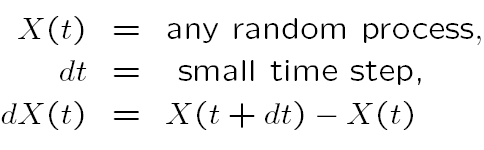 X(t) = any random process,
dt = small time step,
dX(t) = X(t + dt) − X(t)